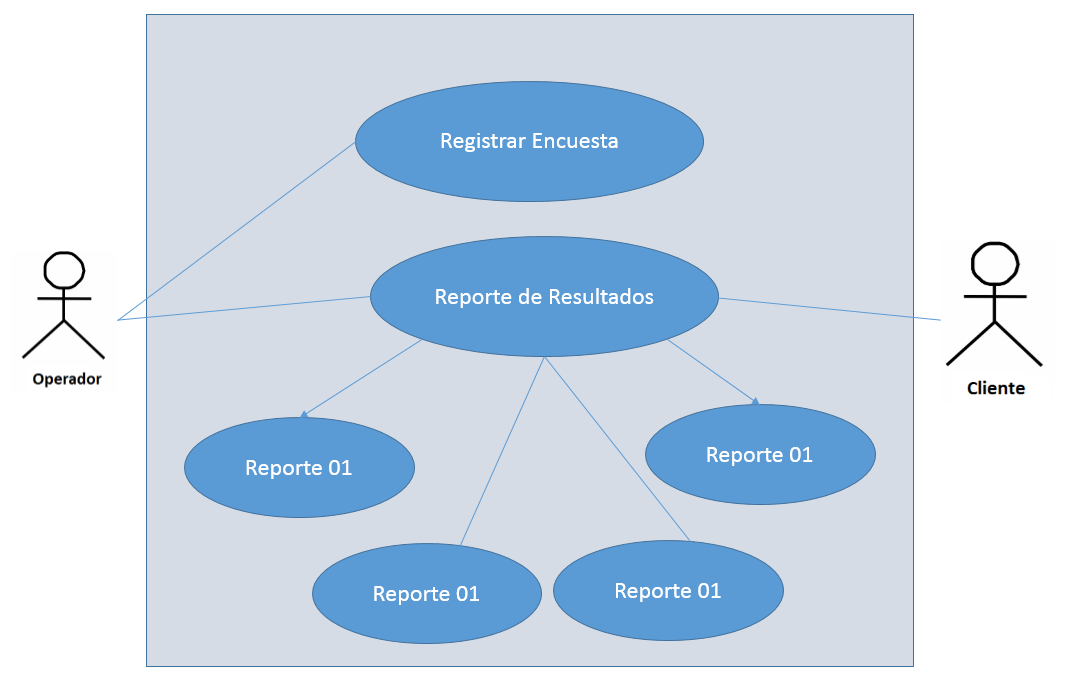 Registrar Encuesta
Reporte de Resultados
Operador
Cliente
Reporte 01
Reporte 01
Reporte 01
Reporte 01